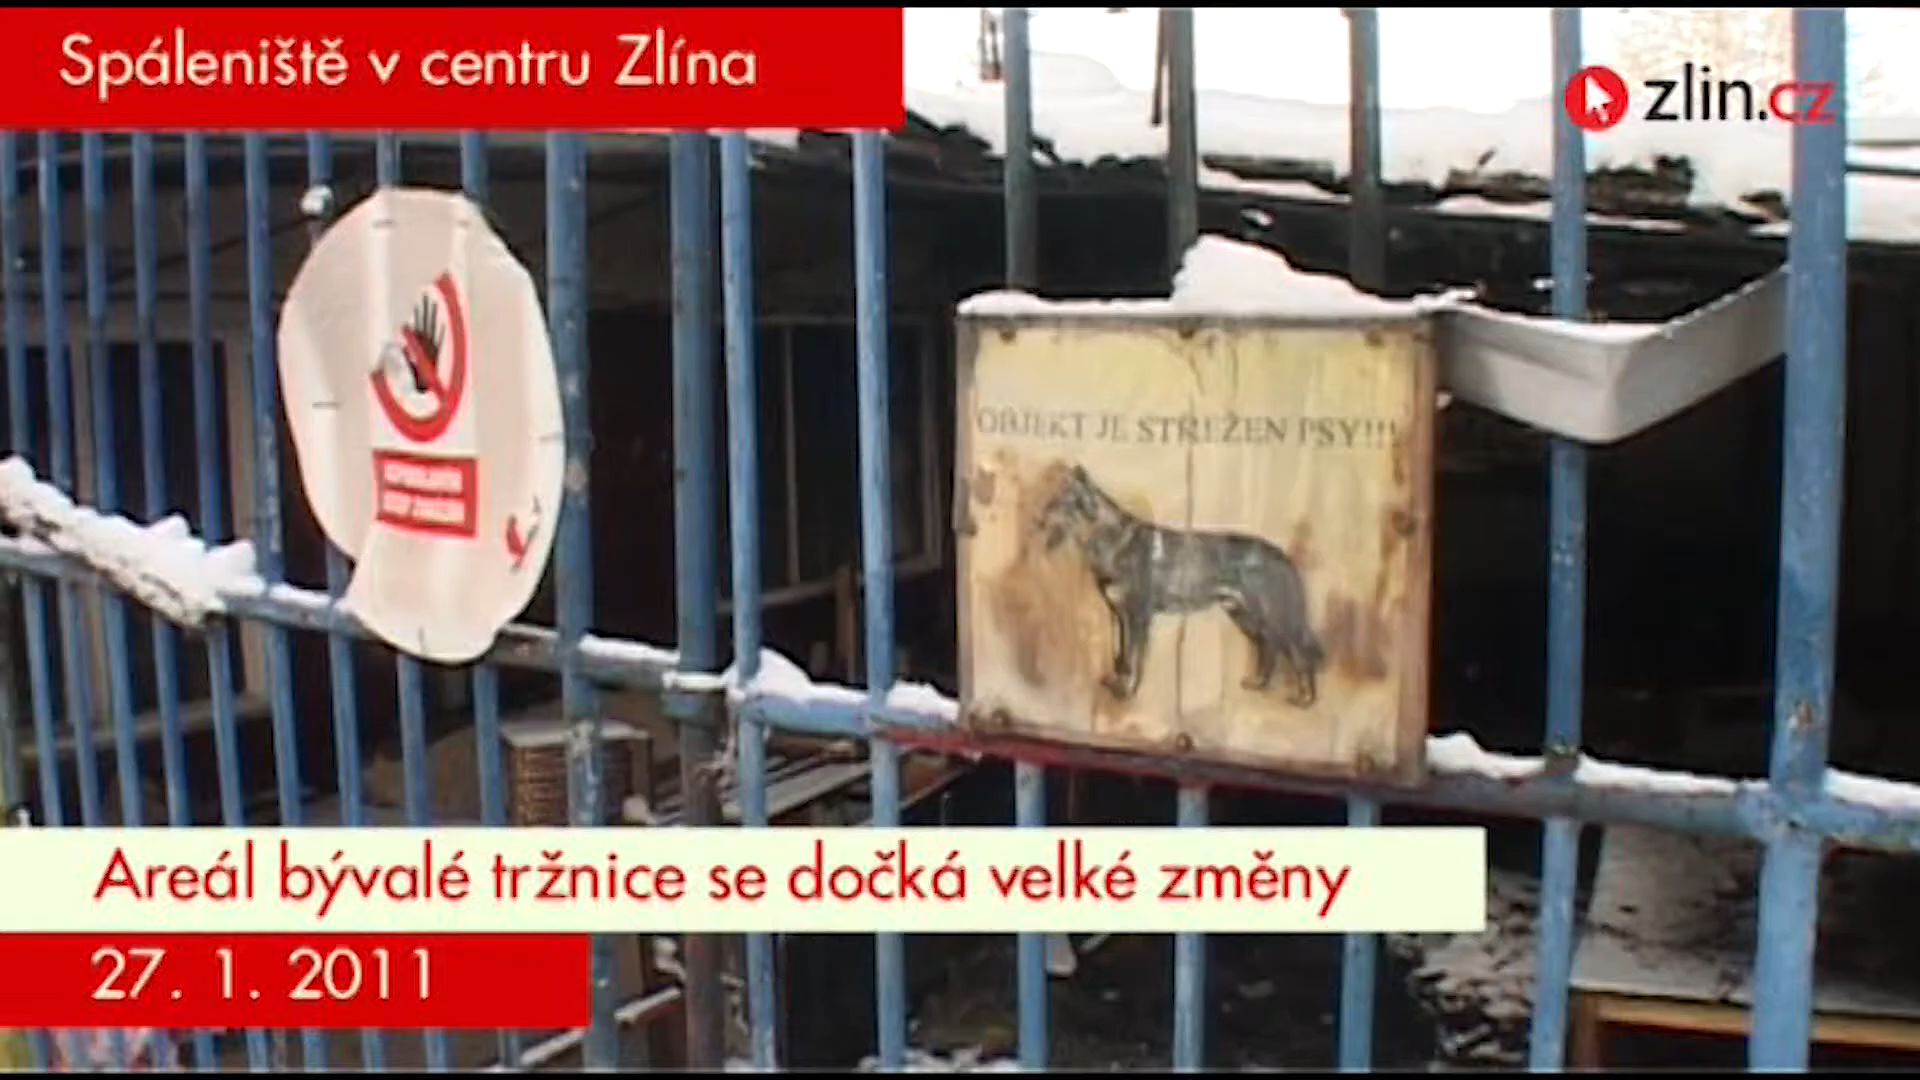 Spáleniště v centru Zlína
zlin.cz
OBJEKT JE STŘEŽEN PSY!!!
Areál bývalé tržnice se dočká velké změny
27. 1. 2011